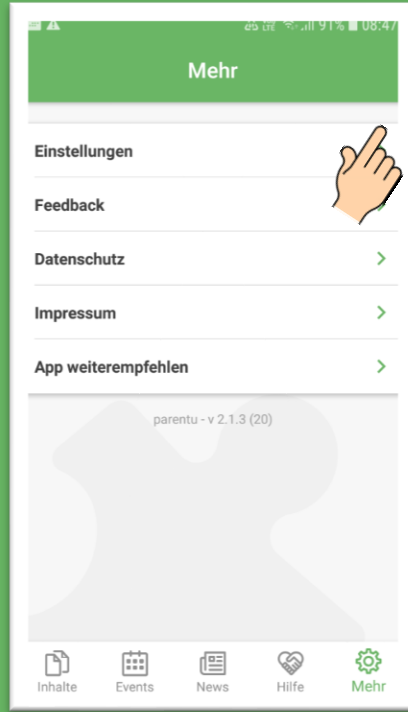 91% 08:47
Mehr
Einstellungen
Feedback
Datenschutz
Impressum
App weiterempfehlen
parentu - v 2.1.3 (20)
Inhalte Events News Hilfe Mehr